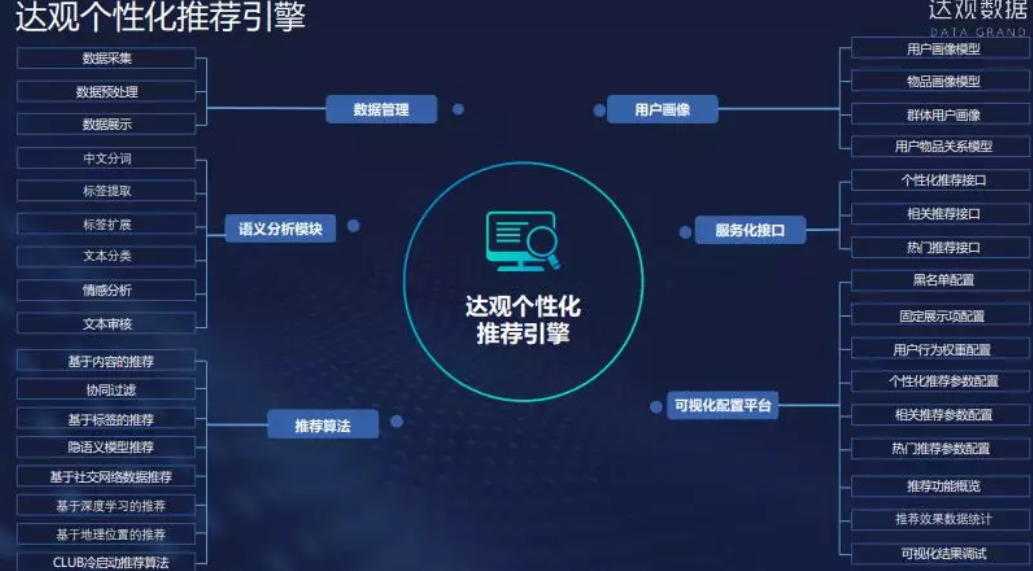 达观个性化推荐引擎
达观数据
DATA GRAND
数据采集
数据预处理
数据展示
数据管理
中文分词
标签提取
标签扩展
文本分类
情感分析
文本审核
语义分析模块
基于内容的推荐
协同过滤
基于标签的推荐
隐语义模型推荐
基于社交网络数据推荐
基于深度学习的推荐
基于地理位置的推荐
CLUB冷启动推荐算法
推荐算法
达观个性化
推荐引擎
用户画像
用户画像模型
物品画像模型
群体用户画像
用户物品关系模型
服务化接口
个性化推荐接口
相关推荐接口
热门推荐接口
可视化配置平台
黑名单配置
固定展示项配置
用户行为权重配置
个性化推荐参数配置
相关推荐参数配置
热门推荐参数配置
推荐功能概览
推荐效果数据统计
可视化结果调试